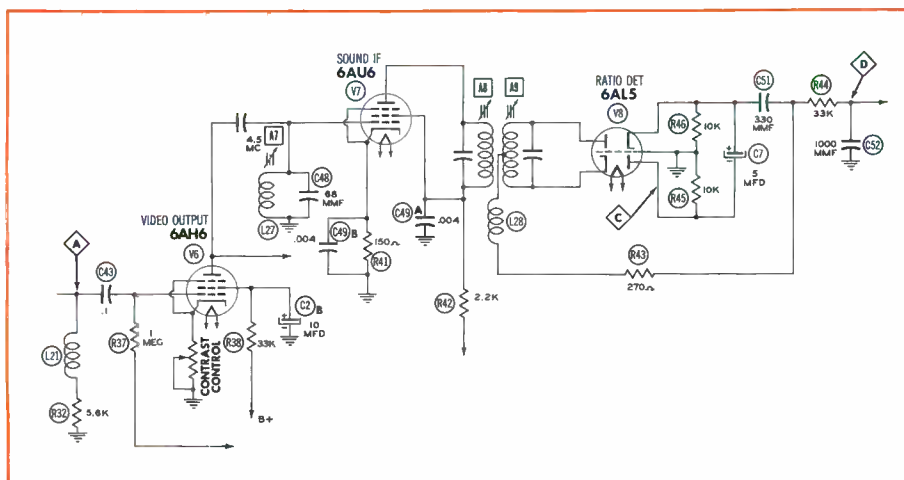 SOUND IF
6AU6
V7
A8
A9
RATIO DET
6AL5
V8
C51
330
MMF
R44
33K
D
1000
MMF
C52
R46
10K
C7
5
MFD
R45
10K
C
4.5
MC
A7
C48
68
MMF
L27
C49 A
.004
L28
.004
C49 B
150Ω
R41
R43
270Ω
R42
2.2K
VIDEO OUTPUT
6AH6
V6
A
C43
.1
C2 B
10
MFD
L21
R37
1
MEG
CONTRAST
CONTROL
R38
33K
R32
5.6K
B+